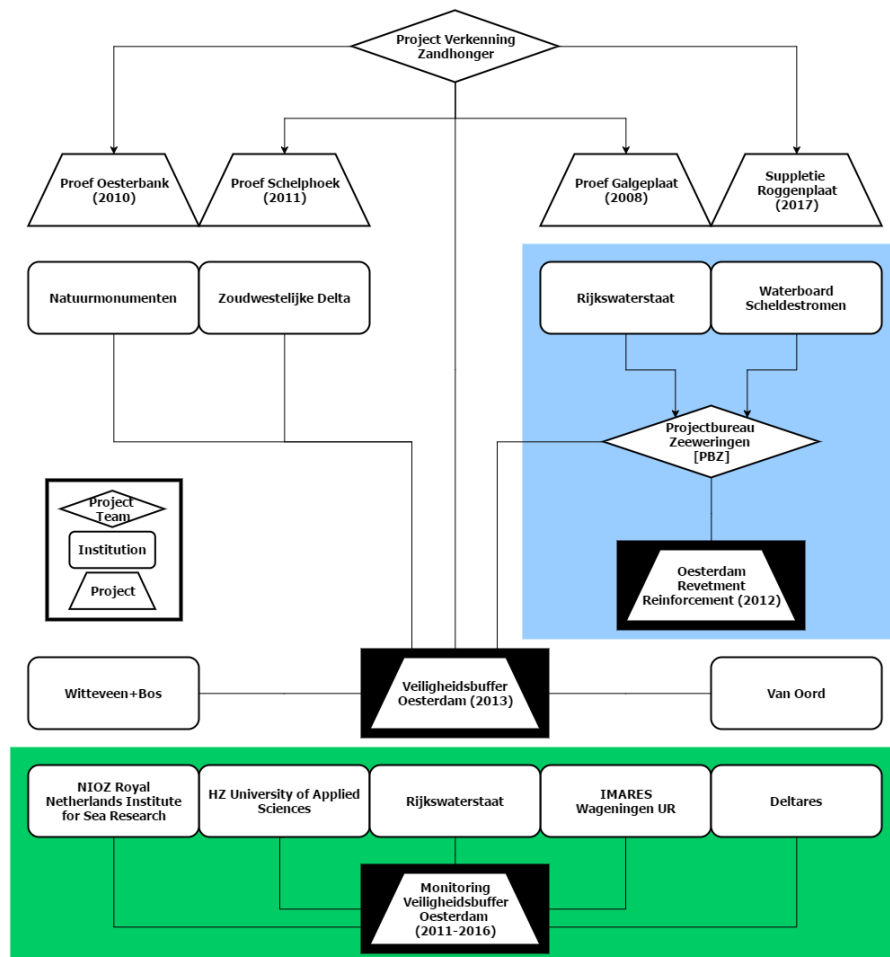 Project Verkenning
Zandhonger
Proef Oesterbank
(2010)
Proef Schelphoek
(2011)
Proef Galgeplaat
(2008)
Suppletie
Roggenplaat
(2017)
Natuurmonumenten
Zoudwestelijke Delta
Rijkswaterstaat
Waterboard
Scheldestromen
Projectbureau
Zeeweringen
[PBZ]
Project
Team
Institution
Project
Oesterdam
Revetment
Reinforcement (2012)
Witteveen+Bos
Veiligheidsbuffer
Oesterdam (2013)
Van Oord
NIOZ Royal
Netherlands Institute
for Sea Research
HZ University of Applied
Sciences
Rijkswaterstaat
IMARES
Wageningen UR
Deltares
Monitoring
Veiligheidsbuffer
Oesterdam
(2011-2016)